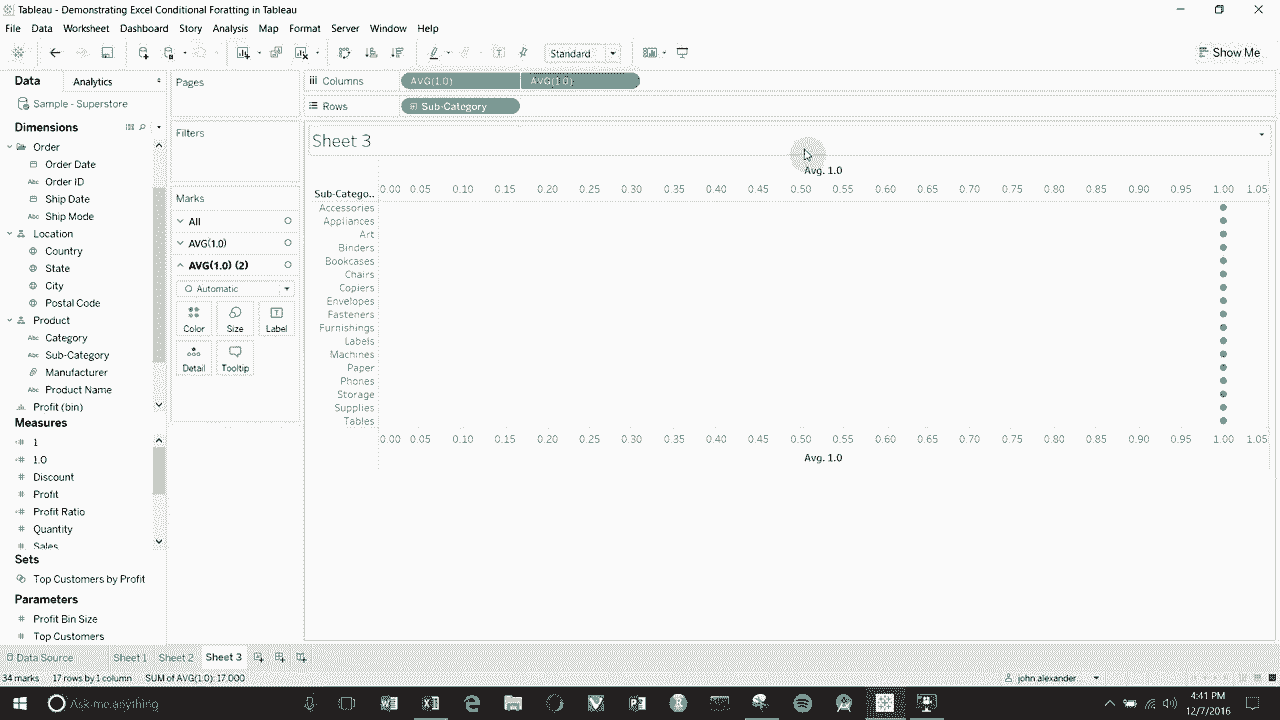 Tableau - Demonstrating Excel Conditional Foratting in Tableau
File Data Worksheet Dashboard Story Analysis Map Format Server Window Help
Standard
Show Me
Data
Analytics
Sample - Superstore
Dimensions
Order
Order Date
Order ID
Ship Date
Ship Mode
Location
Country
State
City
Postal Code
Product
Category
Sub-Category
Manufacturer
Product Name
Profit (bin)
Measures
1
1.0
Discount
Profit
Profit Ratio
Quantity
Sales
Sets
Top Customers by Profit
Parameters
Profit Bin Size
Top Customers
Pages
Filters
Marks
All
AVG(1.0)
AVG(1.0) (2)
Automatic
Color Size Label
Detail Tooltip
Columns AVG(1.0) AVG(1.0)
Rows Sub-Category
Sheet 3
Avg. 1.0
Sub-Catego.. 0.00 0.05 0.10 0.15 0.20 0.25 0.30 0.35 0.40 0.45 0.50 0.55 0.60 0.65 0.70 0.75 0.80 0.85 0.90 0.95 1.00 1.05
Accessories
Appliances
Art
Binders
Bookcases
Chairs
Copiers
Envelopes
Fasteners
Furnishings
Labels
Machines
Paper
Phones
Storage
Supplies
Tables
0.00 0.05 0.10 0.15 0.20 0.25 0.30 0.35 0.40 0.45 0.50 0.55 0.60 0.65 0.70 0.75 0.80 0.85 0.90 0.95 1.00 1.05
Avg. 1.0
Data Source Sheet 1 Sheet 2 Sheet 3
34 marks 17 rows by 1 column SUM of AVG(1.0): 17.000
john.alexander
Ask me anything
4:41 PM
12/7/2016